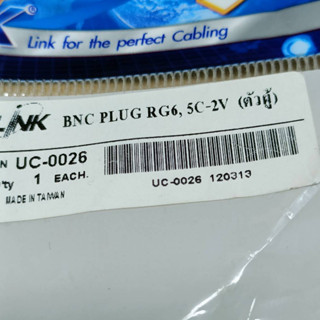 Link for the perfect Cabling
LINK BNC PLUG RG6, 5C-2V (ตัวผู้)
N UC-0026
ty 1 EACH.
UC-0026 120313
MADE IN TAIWAN